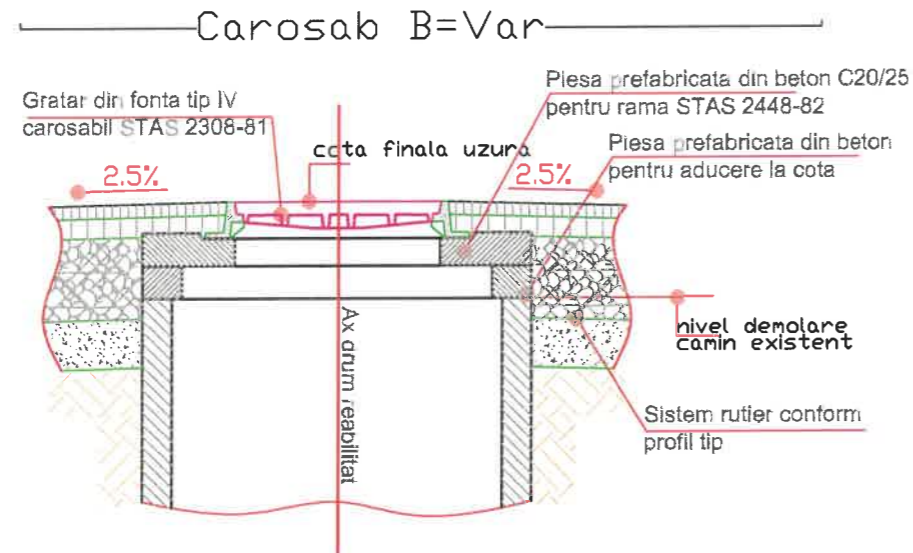 Carosab B=Var
Gratar din fonta tip IV
carosabil STAS 2308-81
Piesa prefabricata din beton C20/25
pentru rama STAS 2448-82
Piesa prefabricata din beton
pentru aducere la cota
cota finala uzura
2.5%
2.5%
nivel demolare
camin existent
Ax drum reabilitat
Sistem rutier conform
profil tip